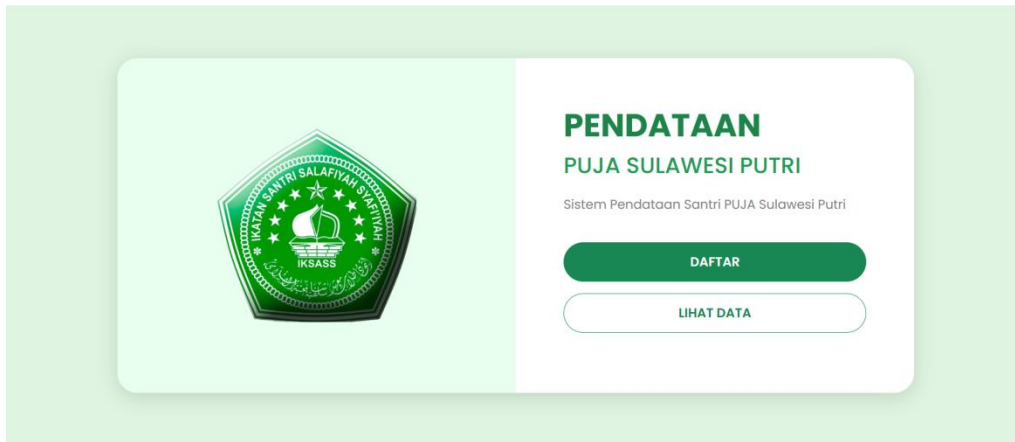 IKATAN SANTRI SALAFIYAH SYAFI'IYAH
IKSASS
PENDATAAN
PUJA SULAWESI PUTRI
Sistem Pendataan Santri PUJA Sulawesi Putri
DAFTAR
LIHAT DATA